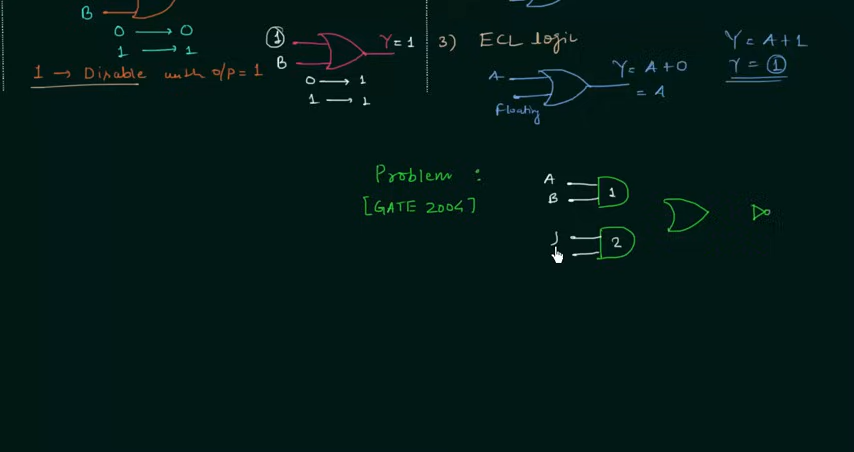 B
0 → 0
1 → 1
1 → Disable with o/p = 1
1
B
Y = 1
0 → 1
1 → 1
3) ECL logic
A
Floating
Y = A + 0
= A
Y = A + 1
Y = 1
Problem :
[GATE 2004]
A
B
1
J
2